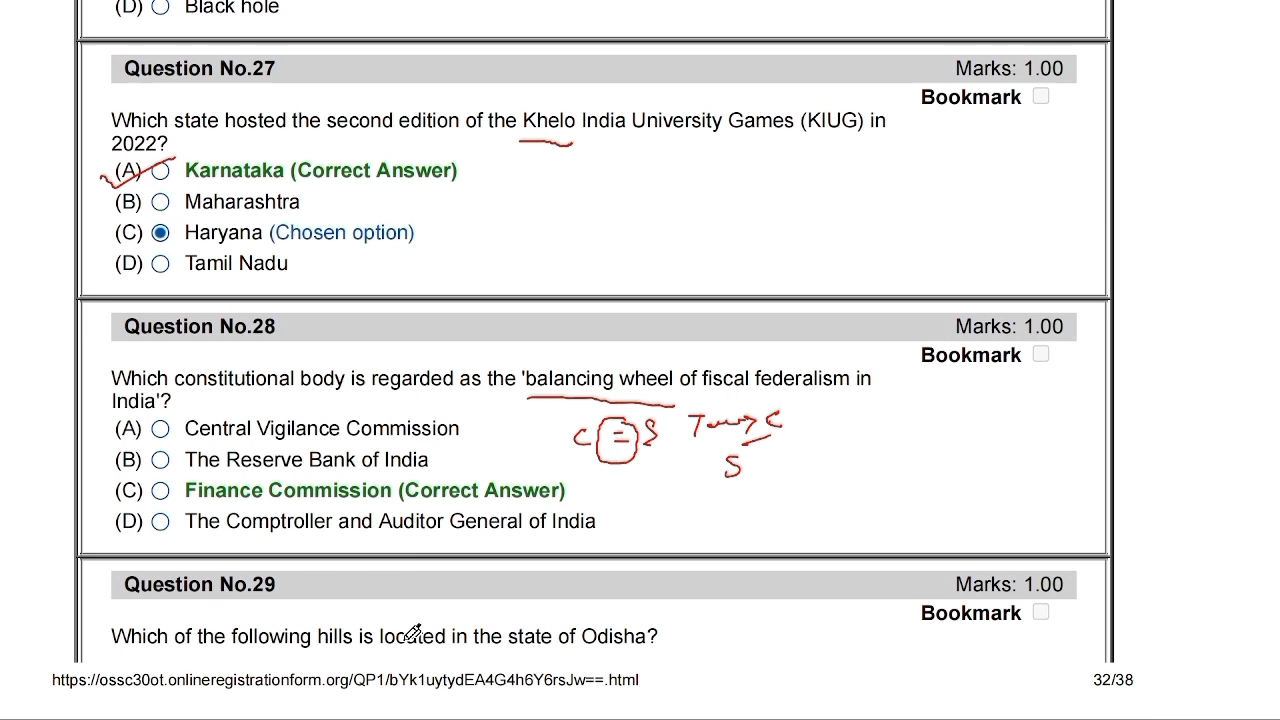 (D) Black hole
Question No.27 Marks: 1.00
Bookmark
Which state hosted the second edition of the Khelo India University Games (KIUG) in
2022?
(A) Karnataka (Correct Answer)
(B) Maharashtra
(C) Haryana (Chosen option)
(D) Tamil Nadu
Question No.28 Marks: 1.00
Bookmark
Which constitutional body is regarded as the 'balancing wheel of fiscal federalism in
India'?
(A) Central Vigilance Commission
C = S
C
(B) The Reserve Bank of India
S
(C) Finance Commission (Correct Answer)
(D) The Comptroller and Auditor General of India
Question No.29 Marks: 1.00
Bookmark
Which of the following hills is located in the state of Odisha?
https://ossc30ot.onlineregistrationform.org/QP1/bYk1uytydEA4G4h6Y6rsJw==.html 32/38